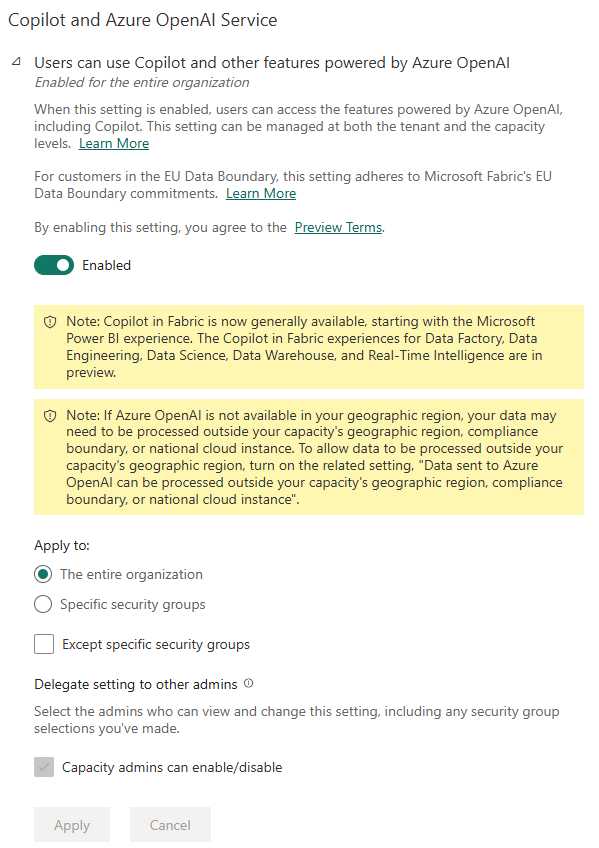 Copilot and Azure OpenAI Service
Users can use Copilot and other features powered by Azure OpenAI
Enabled for the entire organization
When this setting is enabled, users can access the features powered by Azure OpenAI,
including Copilot. This setting can be managed at both the tenant and the capacity
levels. Learn More
For customers in the EU Data Boundary, this setting adheres to Microsoft Fabric's EU
Data Boundary commitments. Learn More
By enabling this setting, you agree to the Preview Terms.
Enabled
Note: Copilot in Fabric is now generally available, starting with the Microsoft
Power BI experience. The Copilot in Fabric experiences for Data Factory, Data
Engineering, Data Science, Data Warehouse, and Real-Time Intelligence are in
preview.
Note: If Azure OpenAI is not available in your geographic region, your data may
need to be processed outside your capacity's geographic region, compliance
boundary, or national cloud instance. To allow data to be processed outside your
capacity's geographic region, turn on the related setting, "Data sent to Azure
OpenAI can be processed outside your capacity's geographic region, compliance
boundary, or national cloud instance".
Apply to:
The entire organization
Specific security groups
Except specific security groups
Delegate setting to other admins
Select the admins who can view and change this setting, including any security group
selections you've made.
Capacity admins can enable/disable
Apply Cancel